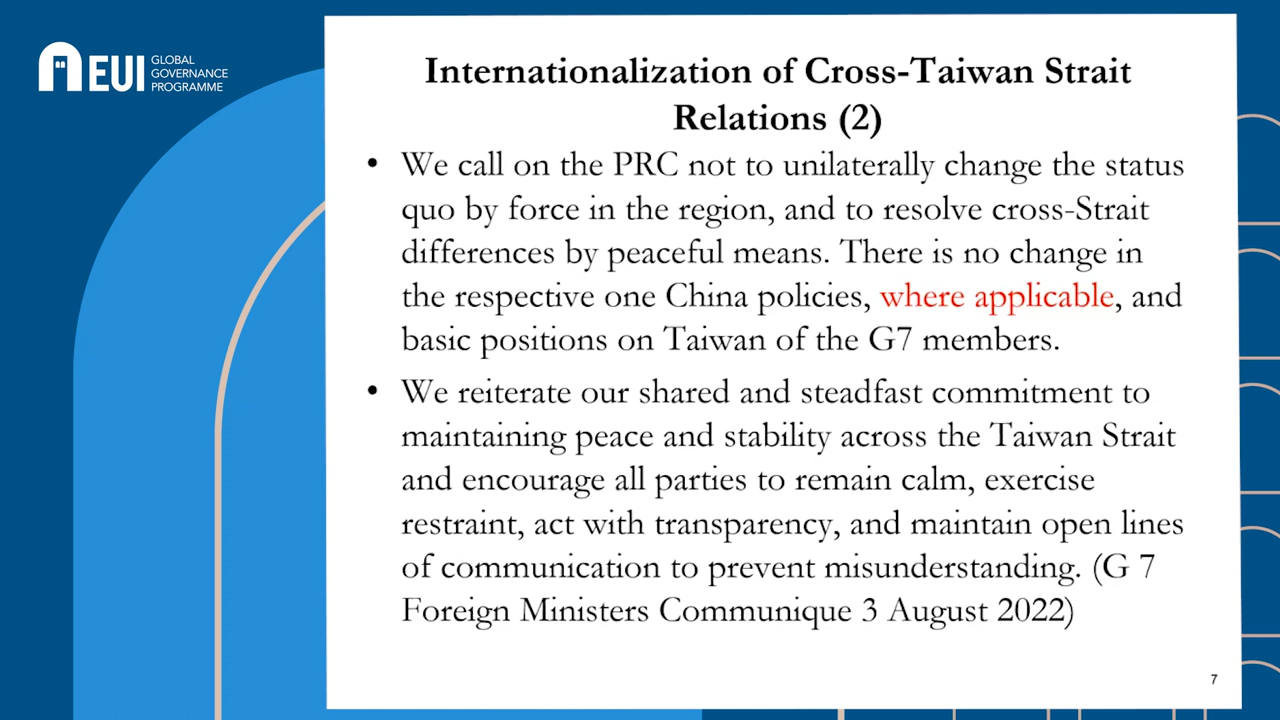 EUI
GLOBAL
GOVERNANCE
PROGRAMME
Internationalization of Cross-Taiwan Strait
Relations (2)
• We call on the PRC not to unilaterally change the status
quo by force in the region, and to resolve cross-Strait
differences by peaceful means. There is no change in
the respective one China policies, where applicable, and
basic positions on Taiwan of the G7 members.
• We reiterate our shared and steadfast commitment to
maintaining peace and stability across the Taiwan Strait
and encourage all parties to remain calm, exercise
restraint, act with transparency, and maintain open lines
of communication to prevent misunderstanding. (G 7
Foreign Ministers Communique 3 August 2022)
7